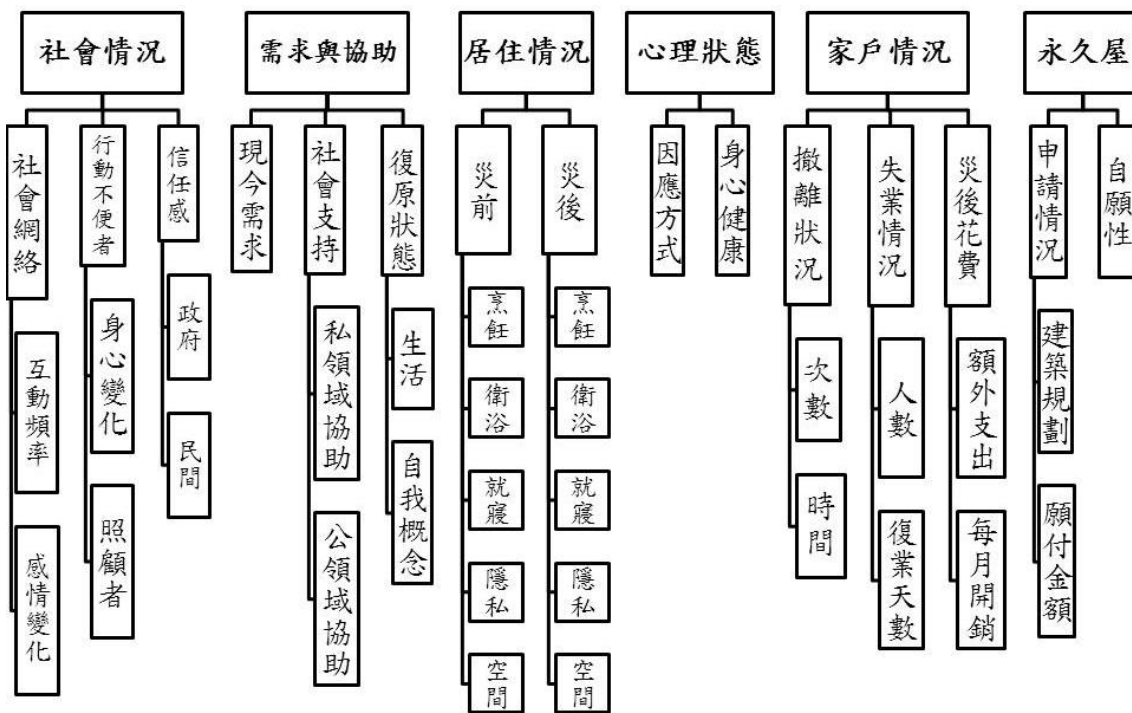 社會情況
社會網絡
互動頻率
感情變化
行動不便者
身心變化
照顧者
信任感
政府
民間
需求與協助
現今需求
社會支持
私領域協助
公領域協助
復原狀態
生活
自我概念
居住情況
災前
烹飪
衛浴
就寢
隱私
空間
災後
烹飪
衛浴
就寢
隱私
空間
心理狀態
因應方式
身心健康
家戶情況
撤離狀況
次數
時間
失業情況
人數
復業天數
災後花費
額外支出
每月開銷
永久屋
申請情況
建築規劃
願付金額
自願性